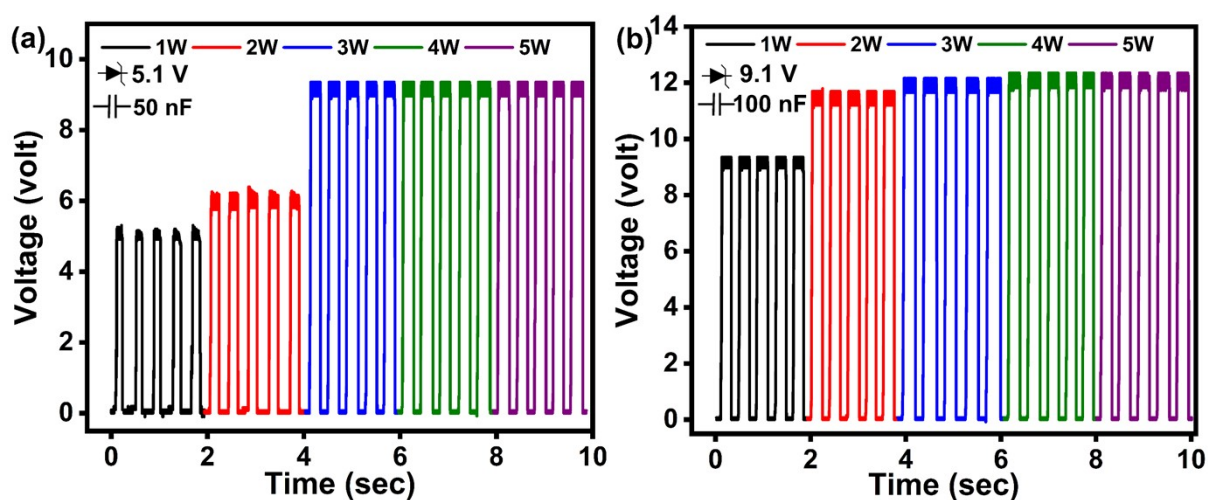 (a)
1W 2W 3W 4W 5W
5.1 V
50 nF
10
8
6
4
2
0
Voltage (volt)
0 2 4 6 8 10
Time (sec)
(b)
1W 2W 3W 4W 5W
9.1 V
100 nF
14
12
10
8
6
4
2
0
Voltage (volt)
0 2 4 6 8 10
Time (sec)